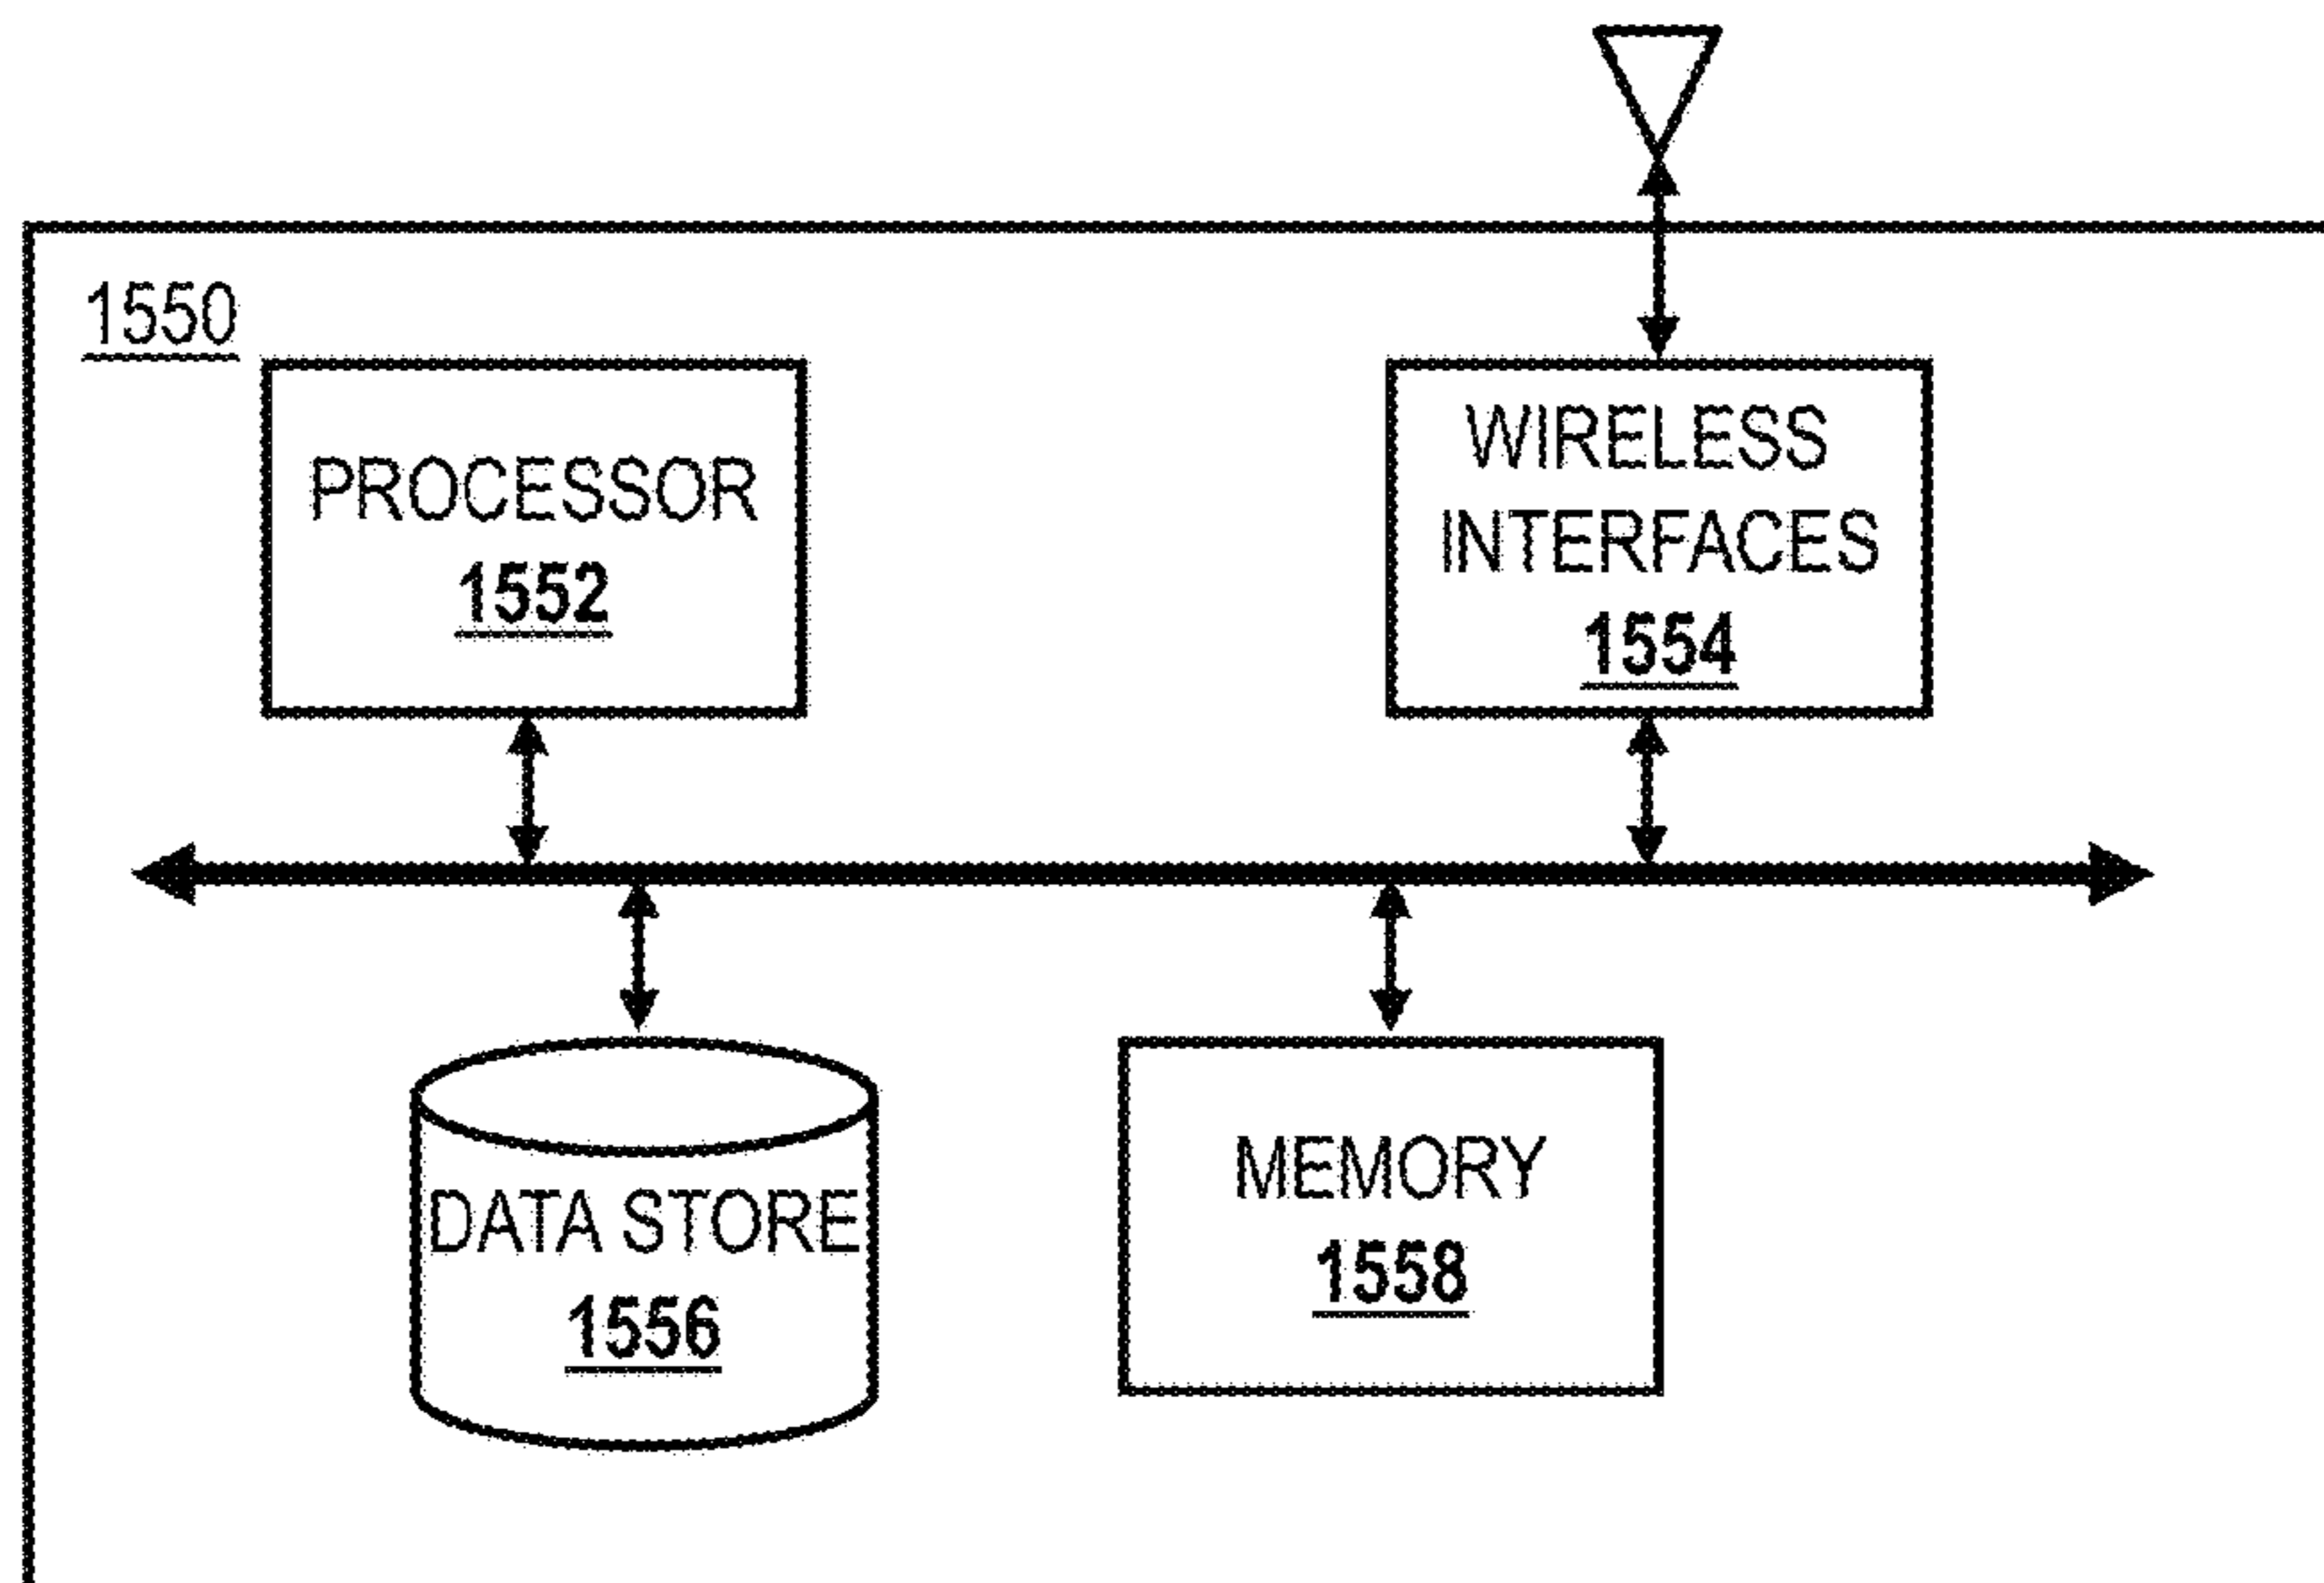 1550
PROCESSOR
1552
WIRELESS
INTERFACES
1554
DATA STORE
1556
MEMORY
1558